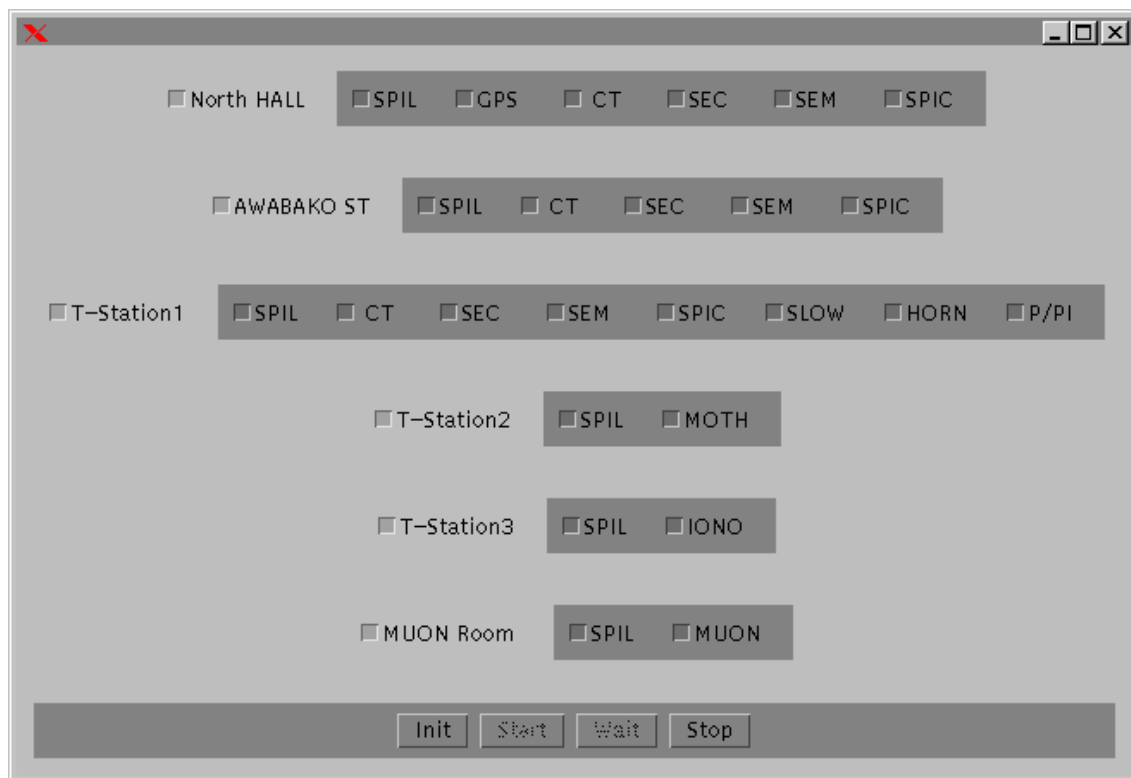 North HALL SPIL GPS CT SEC SEM SPIC
AWABAKO ST SPIL CT SEC SEM SPIC
T-Station1 SPIL CT SEC SEM SPIC SLOW HORN P/PI
T-Station2 SPIL MOTH
T-Station3 SPIL IONO
MUON Room SPIL MUON
Init Start Wait Stop